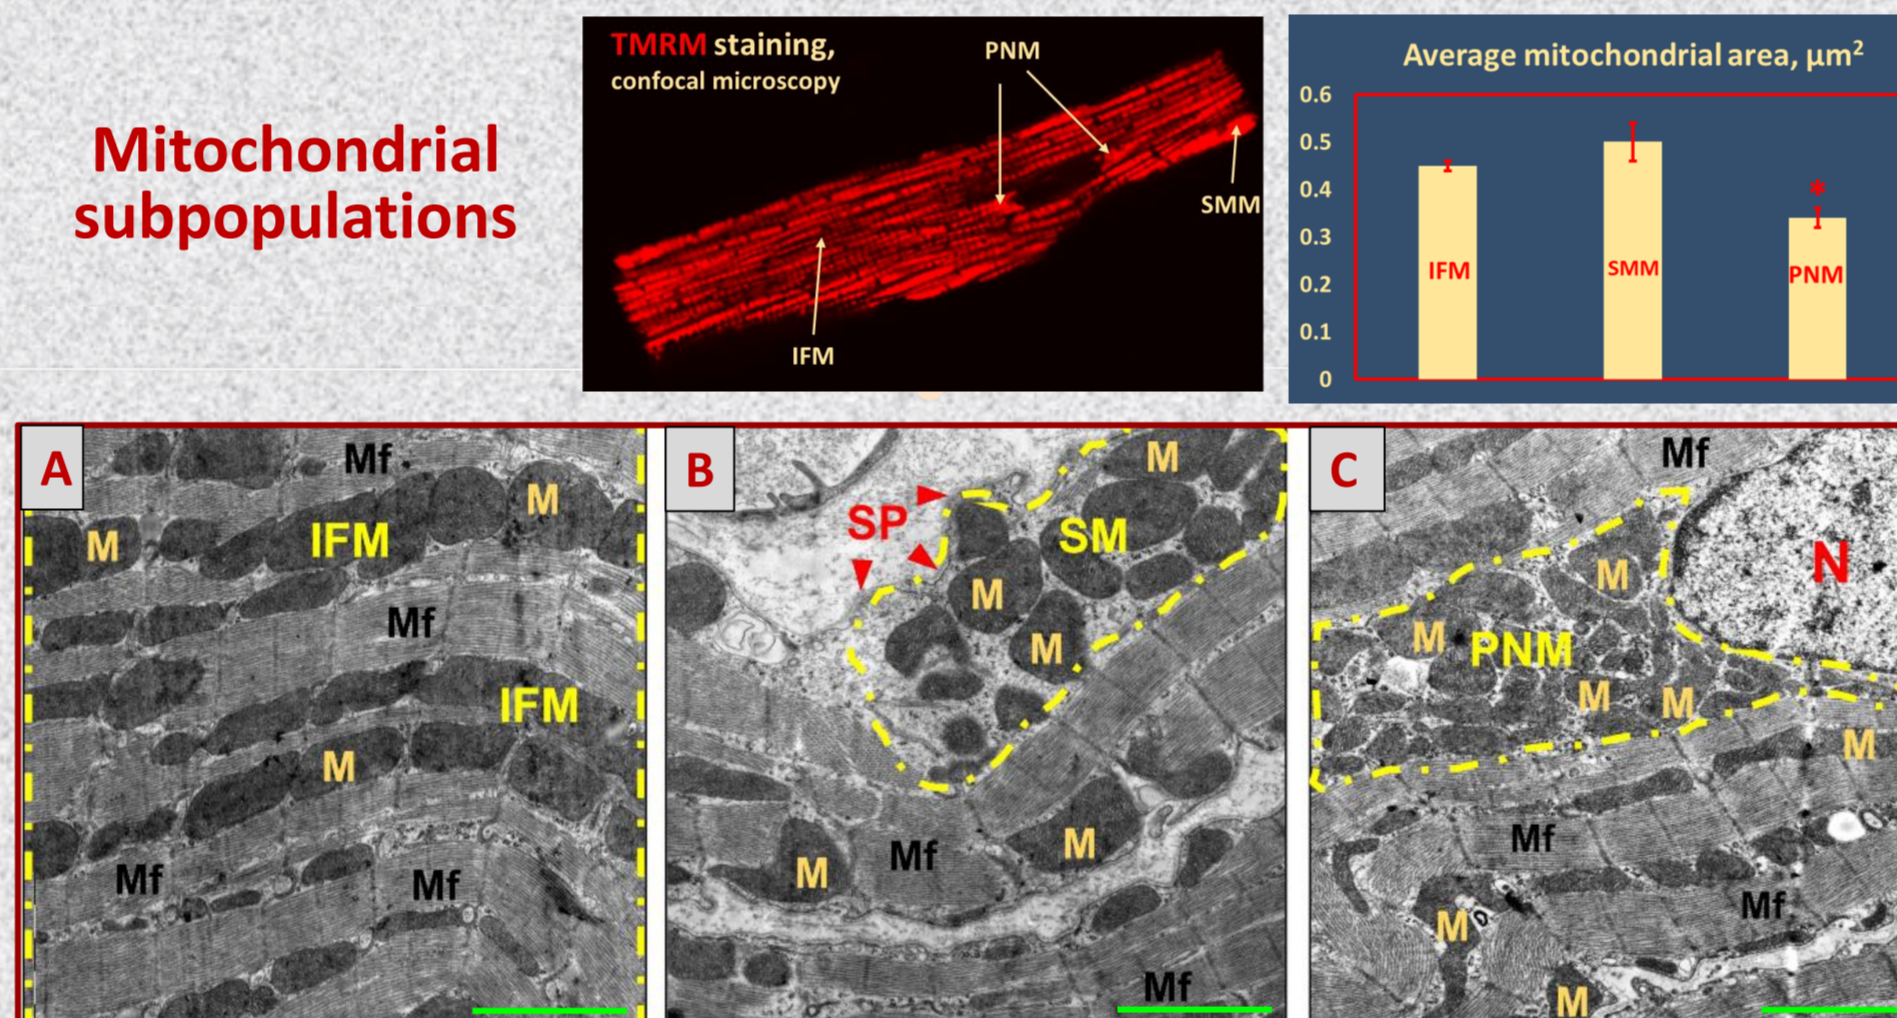 Mitochondrial
subpopulations
TMRM staining,
confocal microscopy
PNM
SMM
IFM
Average mitochondrial area, µm²
0.6
0.5
0.4
0.3
0.2
0.1
0
*
IFM
SMM
PNM
A
Mf
M
M
IFM
Mf
IFM
M
Mf
Mf
B
M
SP
SM
M
M
M
Mf
M
Mf
C
Mf
N
M
M
PNM
M
M
M
Mf
Mf
M
M